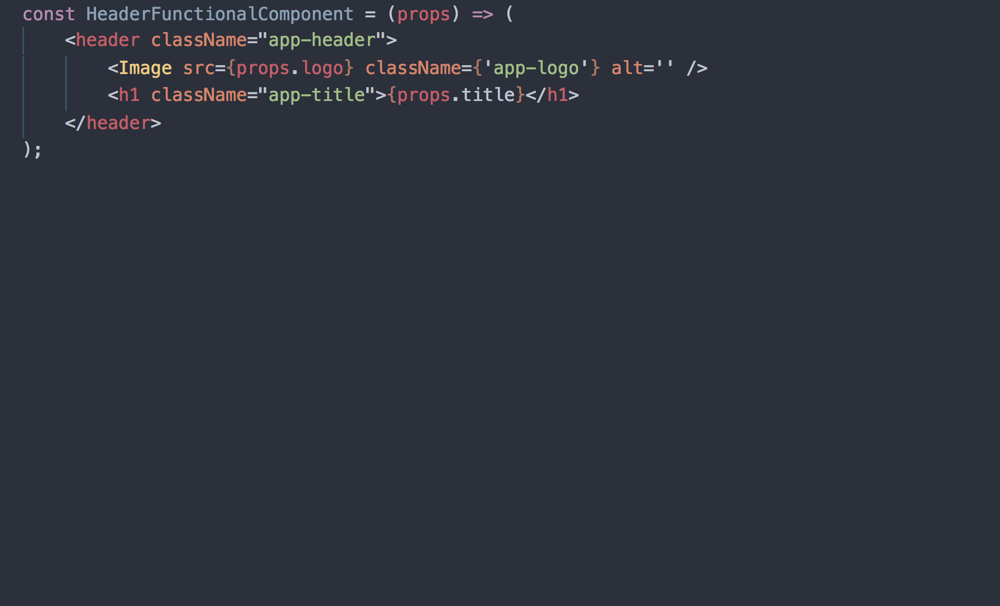 const HeaderFunctionalComponent = (props) => (
    <header className="app-header">
        <Image src={props.logo} className={'app-logo'} alt='' />
        <h1 className="app-title">{props.title}</h1>
    </header>
);